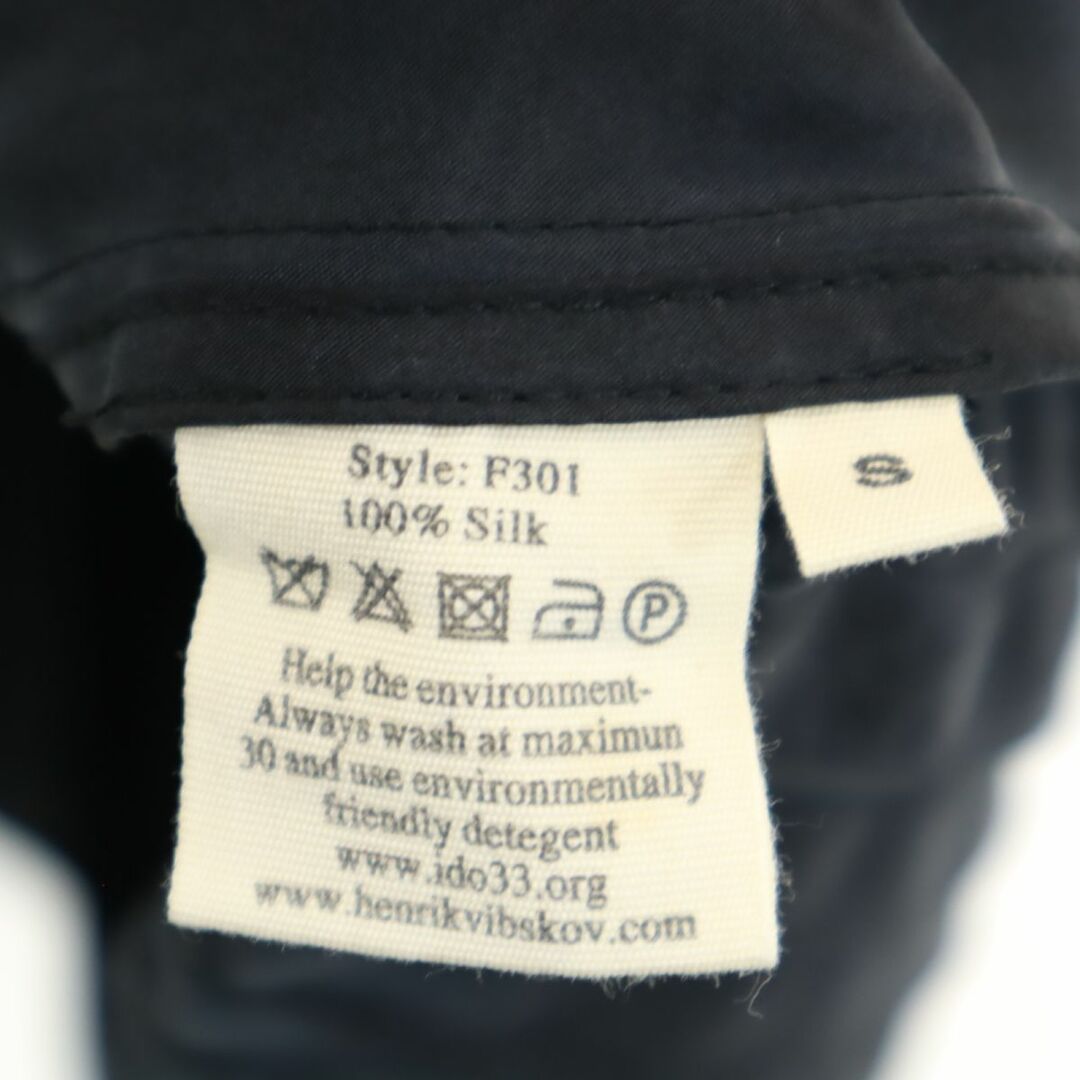 Style: F301
100% Silk
P
Help the environment-
Always wash at maximun
30 and use environmentally
friendly detegent
www.ido33.org
www.henrikvibskov.com
S